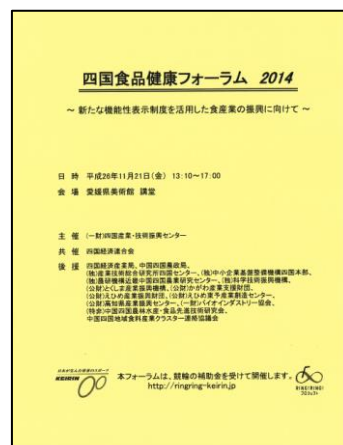 四国食品健康フォーラム 2014
~ 新たな機能性表示制度を活用した食産業の振興に向けて ~
日 時 平成26年11月21日(金) 13:10~17:00
会 場 愛媛県美術館 講堂
主 催 (一財)四国産業・技術振興センター
共 催 四国経済連合会
後 援 四国経済産業局、中国四国農政局、
(独)産業技術総合研究所四国センター、(独)中小企業基盤整備機構四国本部、
(独)農研機構近畿中国四国農業研究センター、(独)科学技術振興機構、
(公財)とくしま産業振興機構、(公財)かがわ産業支援財団、
(公財)えひめ産業振興財団、(公財)えひめ東予産業創造センター、
(公財)高知県産業振興センター、(一財)バイオインダストリー協会、
(特非)中国四国農林水産・食品先進技術研究会、
中国四国地域食料産業クラスター連絡協議会
KEIRIN
本フォーラムは、競輪の補助金を受けて開催します。
http://ringring-keirin.jp
RING!RING!